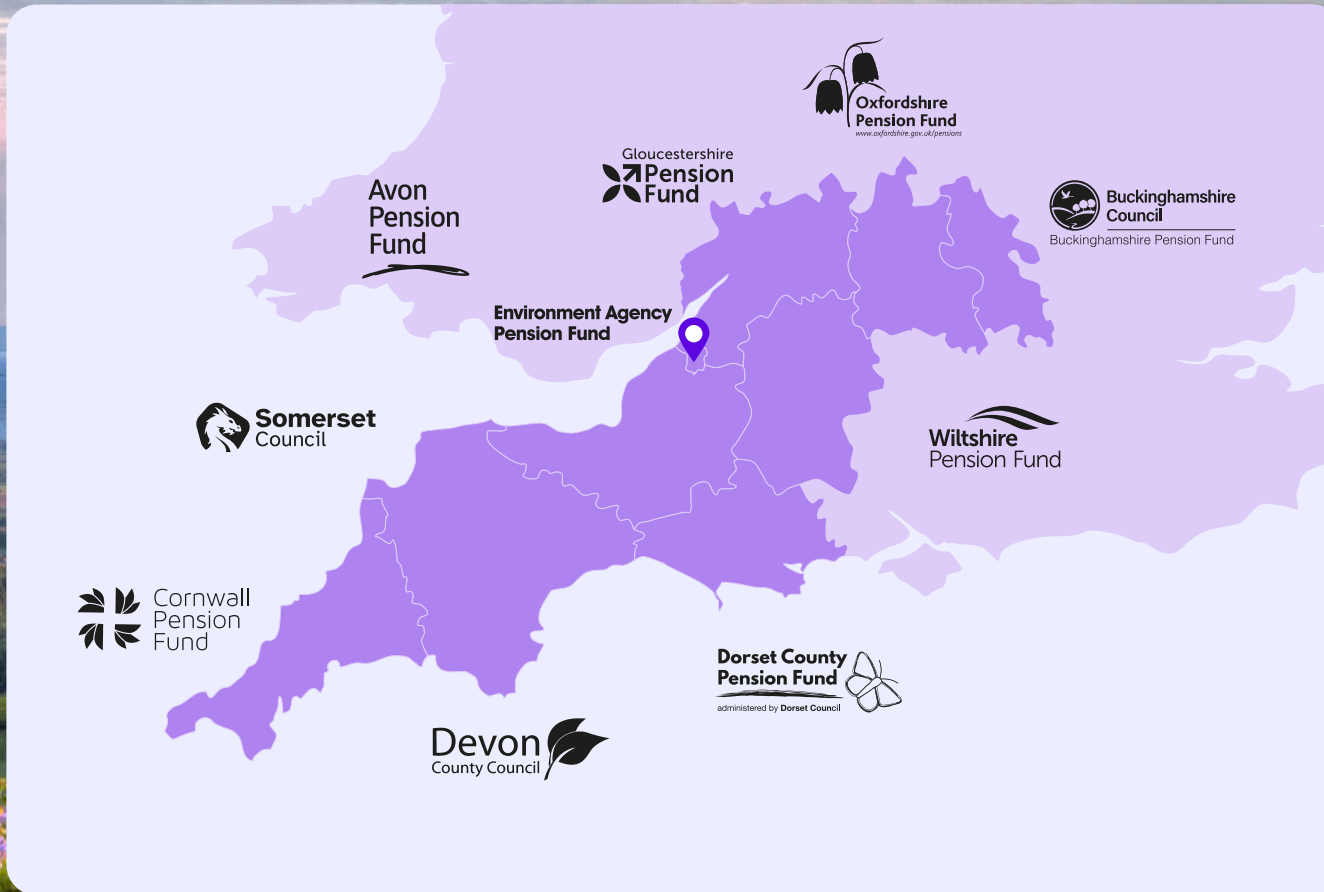 Oxfordshire
Pension Fund
www.oxfordshire.gov.uk/pensions
Gloucestershire
Pension
Fund
Avon
Pension
Fund
Buckinghamshire
Council
Buckinghamshire Pension Fund
Environment Agency
Pension Fund
Somerset
Council
Wiltshire
Pension Fund
Cornwall
Pension
Fund
Dorset County
Pension Fund
administered by Dorset Council
Devon
County Council